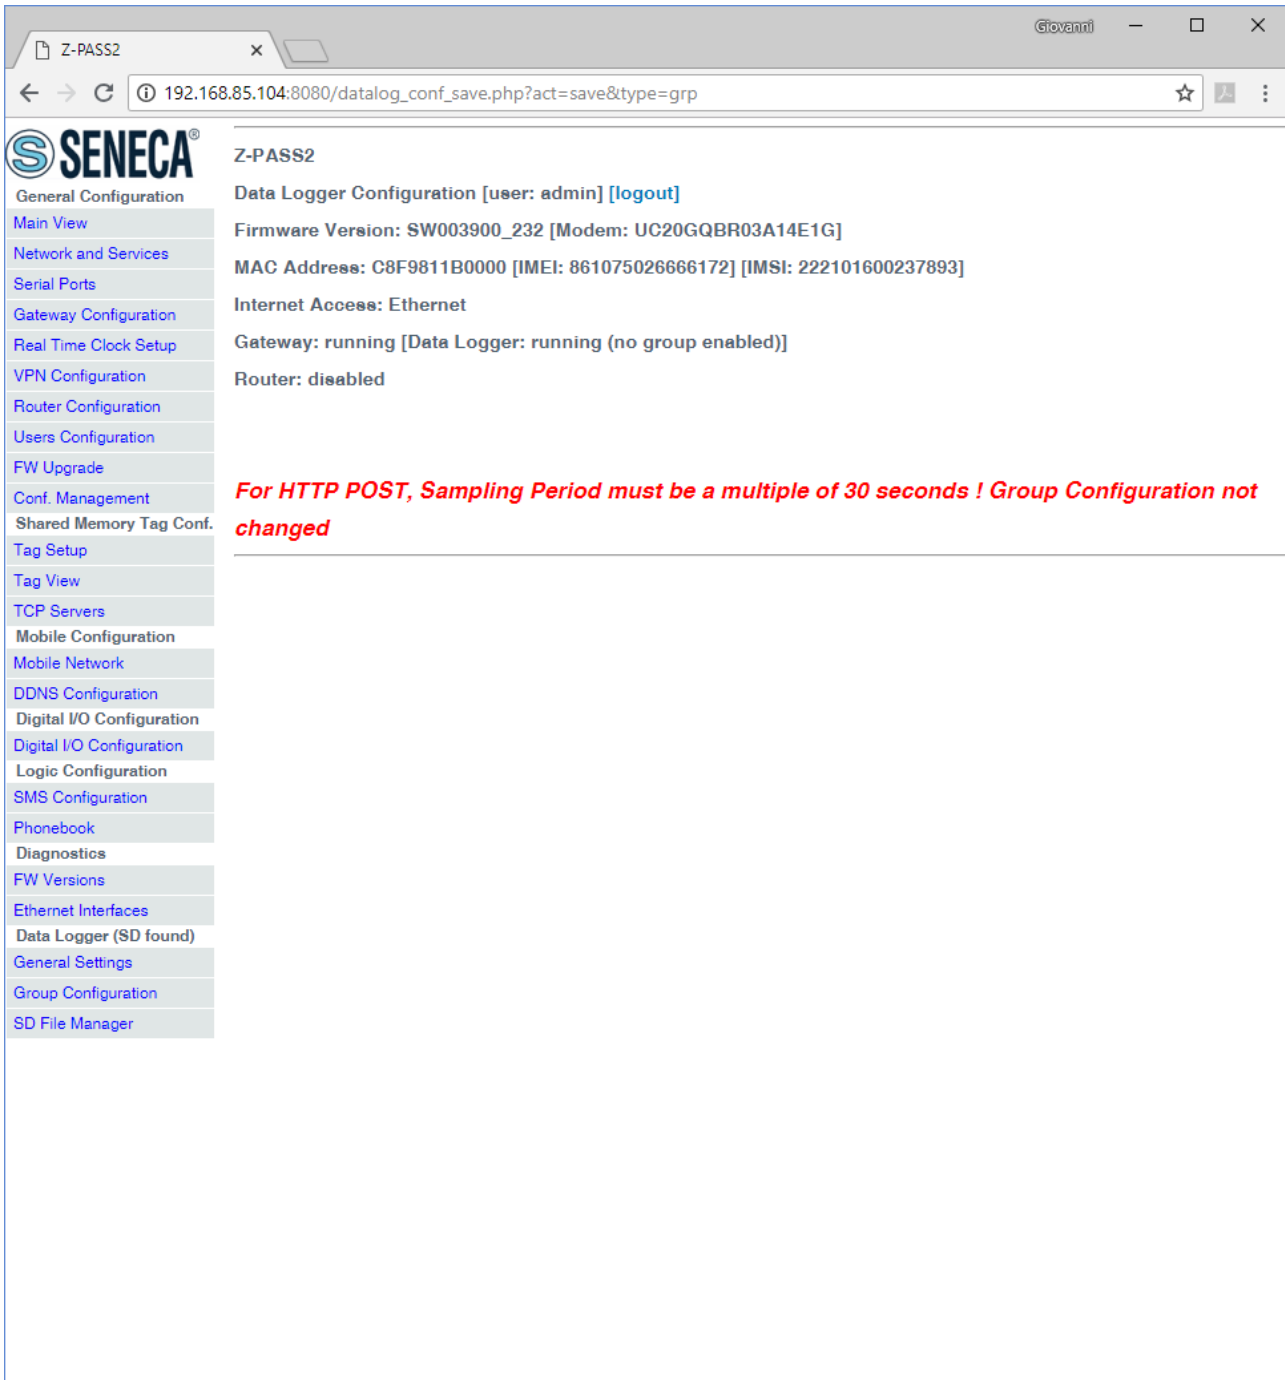 Giovanni
Z-PASS2
192.168.85.104:8080/datalog_conf_save.php?act=save&type=grp
SENECA®
General Configuration
Main View
Network and Services
Serial Ports
Gateway Configuration
Real Time Clock Setup
VPN Configuration
Router Configuration
Users Configuration
FW Upgrade
Conf. Management
Shared Memory Tag Conf.
Tag Setup
Tag View
TCP Servers
Mobile Configuration
Mobile Network
DDNS Configuration
Digital I/O Configuration
Digital I/O Configuration
Logic Configuration
SMS Configuration
Phonebook
Diagnostics
FW Versions
Ethernet Interfaces
Data Logger (SD found)
General Settings
Group Configuration
SD File Manager
Z-PASS2
Data Logger Configuration [user: admin] [logout]
Firmware Version: SW003900_232 [Modem: UC20GQBR03A14E1G]
MAC Address: C8F9811B0000 [IMEI: 861075026666172] [IMSI: 222101600237893]
Internet Access: Ethernet
Gateway: running [Data Logger: running (no group enabled)]
Router: disabled
For HTTP POST, Sampling Period must be a multiple of 30 seconds ! Group Configuration not
changed